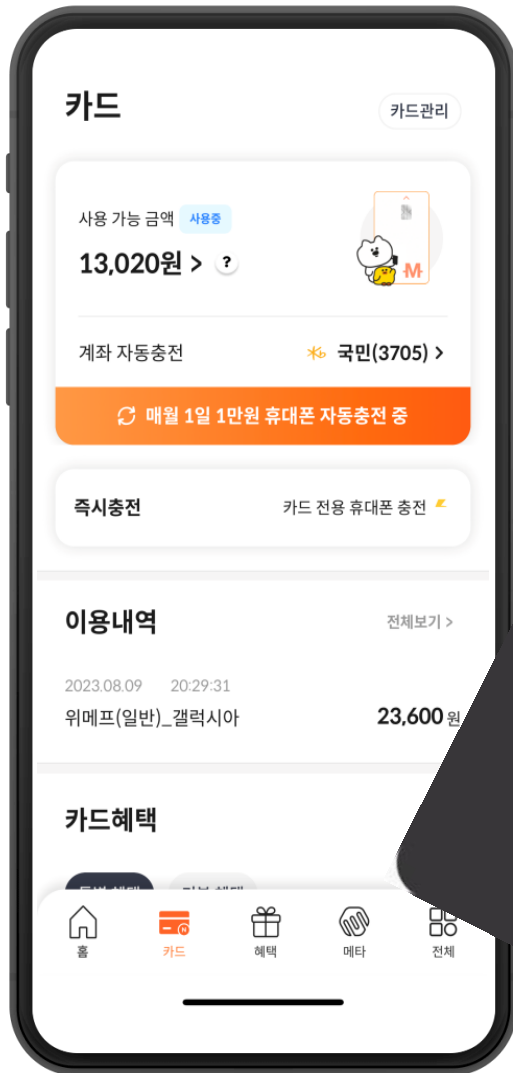 카드
카드관리
사용 가능 금액 사용중
13,020원 > ?
M
계좌 자동충전 국민(3705) >
매월 1일 1만원 휴대폰 자동충전 중
즉시충전 카드 전용 휴대폰 충전
이용내역 전체보기 >
2023.08.09 20:29:31
위메프(일반)_갤럭시아 23,600 원
카드혜택
홈 카드 혜택 메타 전체